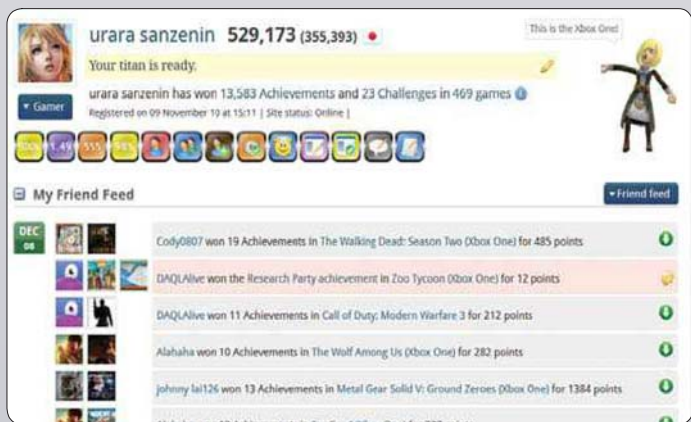 urara sanzenin 529,173 (355,393)
This is the Xbox One!
Your titan is ready.
urara sanzenin has won 13,583 Achievements and 23 Challenges in 469 games
Gamer
Registered on 09 November 10 at 15:11 | Site status: Online |
1.49 555 98%
My Friend Feed
Friend feed
DEC
08
Cody0807 won 19 Achievements in The Walking Dead: Season Two (Xbox One) for 485 points
DAQLAlive won the Research Party achievement in Zoo Tycoon (Xbox One) for 12 points
DAQLAlive won 11 Achievements in Call of Duty: Modern Warfare 3 for 212 points
Alahaha won 10 Achievements in The Wolf Among Us (Xbox One) for 282 points
johnny lai126 won 13 Achievements in Metal Gear Solid V: Ground Zeroes (Xbox One) for 1384 points